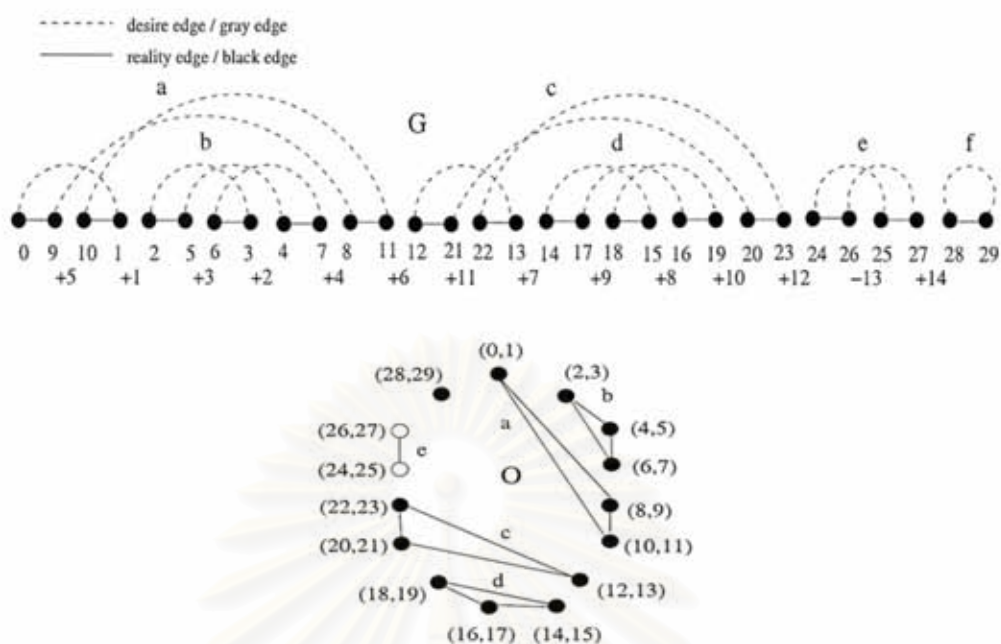 desire edge / gray edge
reality edge / black edge
a
c
G
b
d
e
f
0 9 10 1 2 5 6 3 4 7 8 11 12 21 22 13 14 17 18 15 16 19 20 23 24 26 25 27 28 29
+5 +1 +3 +2 +4 +6 +11 +7 +9 +8 +10 +12 −13 +14
(0,1)
(28,29)
(2,3)
b
a
(26,27)
(4,5)
e
(24,25)
O
(6,7)
(22,23)
(8,9)
c
(20,21)
(10,11)
d
(12,13)
(18,19)
(16,17) (14,15)